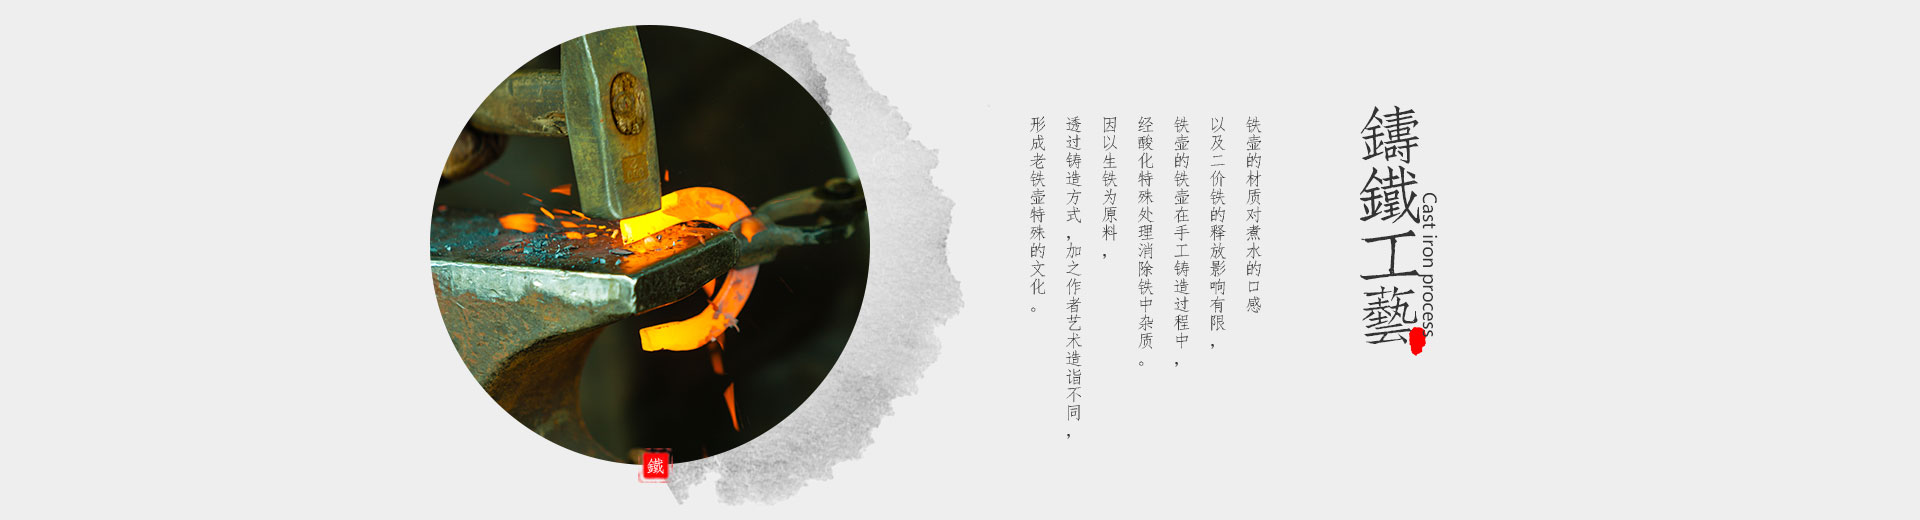 鑄鐵工藝
Cast iron process
铁壶的材质对煮水的口感
以及二价铁的释放影响有限，
铁壶的铁壶在手工铸造过程中，
经酸化特殊处理消除铁中杂质。
因以生铁为原料，
透过铸造方式，加之作者艺术造诣不同，
形成老铁壶特殊的文化。
鐵